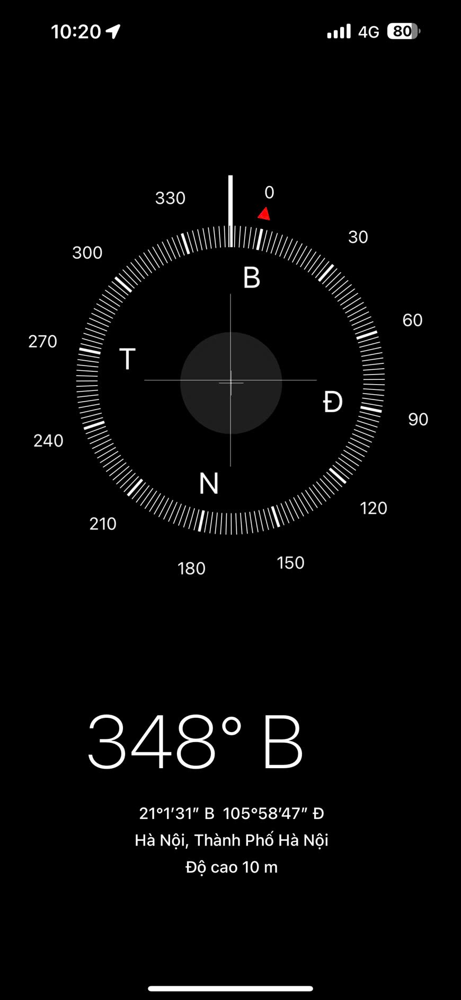 10:20 4G 80
330 0
30
300
B
60
270
T
Đ
90
240
N
120
210
150
180
348° B
21°1′31″ B 105°58′47″ Đ
Hà Nội, Thành Phố Hà Nội
Độ cao 10 m